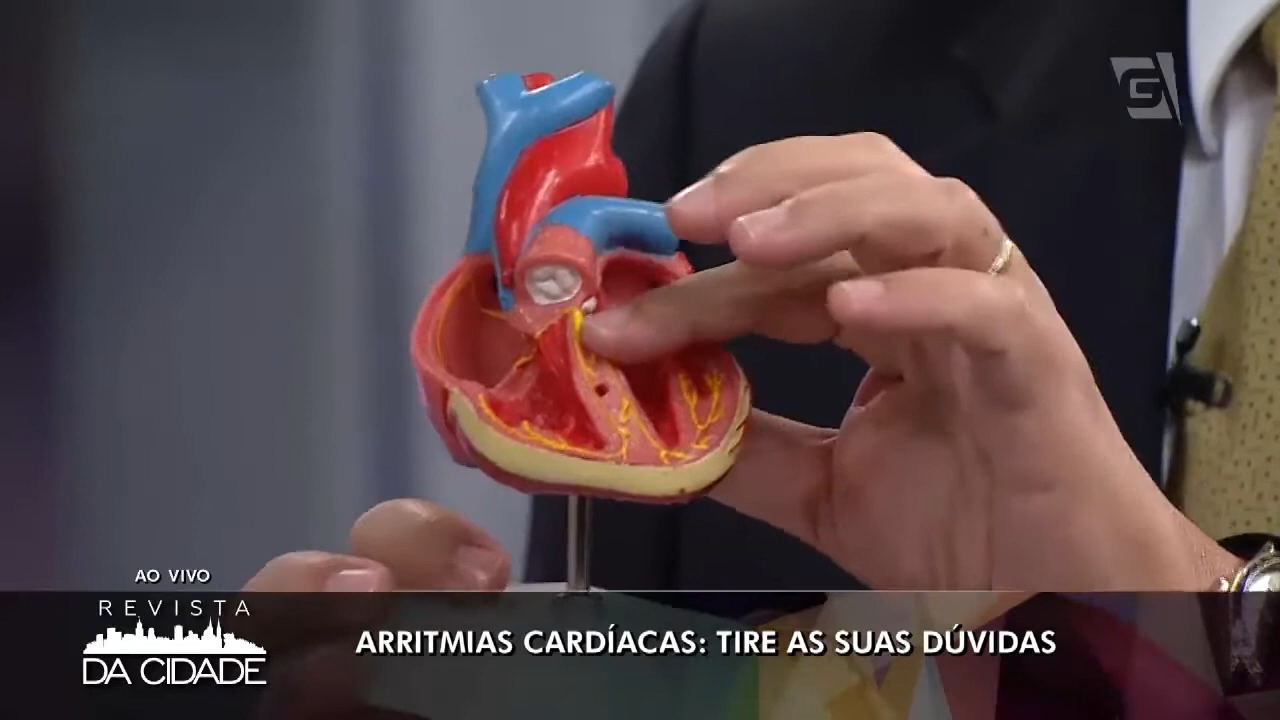 AO VIVO
REVISTA
DA CIDADE
ARRITMIAS CARDÍACAS: TIRE AS SUAS DÚVIDAS